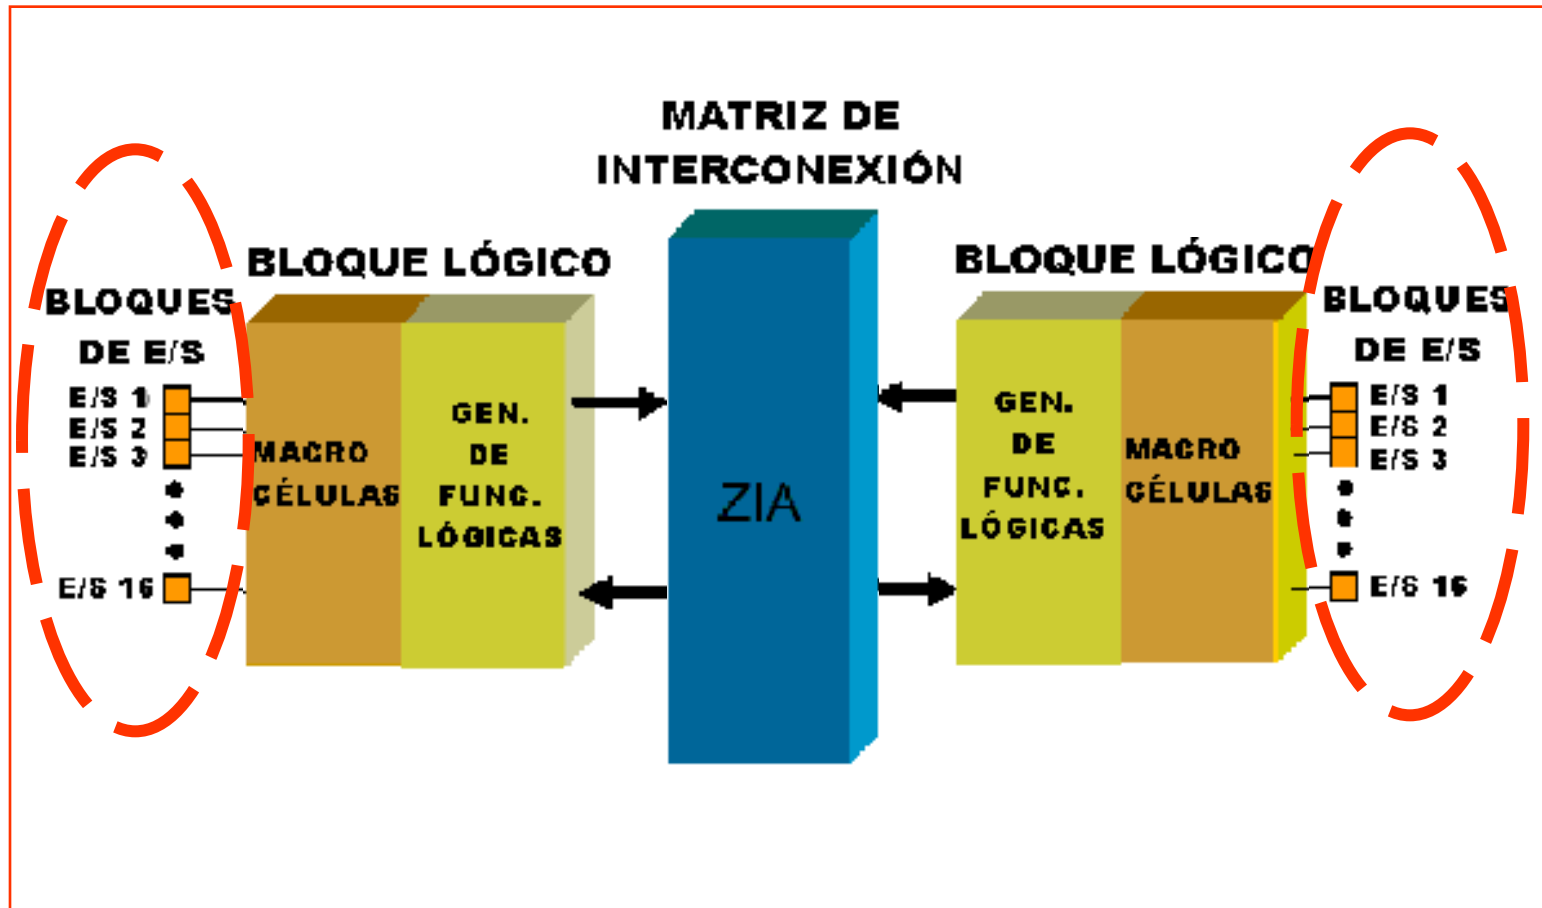 MATRIZ DE
INTERCONEXIÓN
BLOQUE LÓGICO
BLOQUE LÓGICO
BLOQUES
DE E/S
E/S 1
E/S 2
E/S 3
E/S 16
MACRO
CÉLULAS
GEN.
DE
FUNC.
LÓGICAS
ZIA
GEN.
DE
FUNC.
LÓGICAS
MACRO
CÉLULAS
BLOQUES
DE E/S
E/S 1
E/S 2
E/S 3
E/S 16